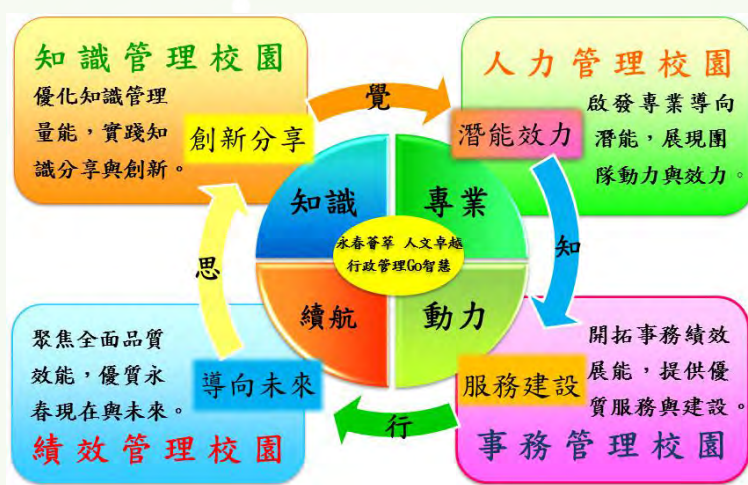 知識管理校園
優化知識管理
量能，實踐知
識分享與創新。
創新分享
覺
人力管理校園
啟發專業導向
潛能，展現團
隊動力與效力。
潛能效力
知識
專業
永春薈萃 人文卓越
行政管理Go智慧
續航
動力
思
知
聚焦全面品質
效能，優質永
春現在與未來。
導向未來
績效管理校園
行
服務建設
開拓事務績效
展能，提供優
質服務與建設。
事務管理校園